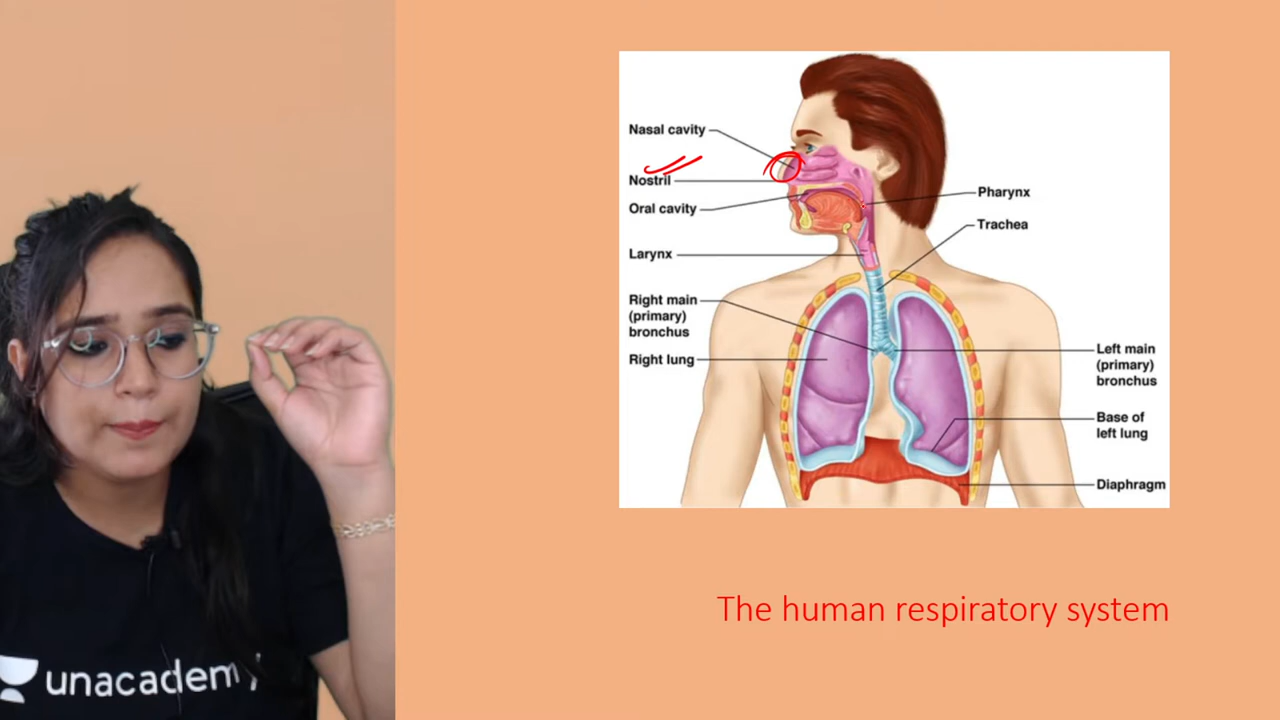 Nasal cavity
Nostril
Oral cavity
Larynx
Right main
(primary)
bronchus
Right lung
Pharynx
Trachea
Left main
(primary)
bronchus
Base of
left lung
Diaphragm
The human respiratory system
unacademy